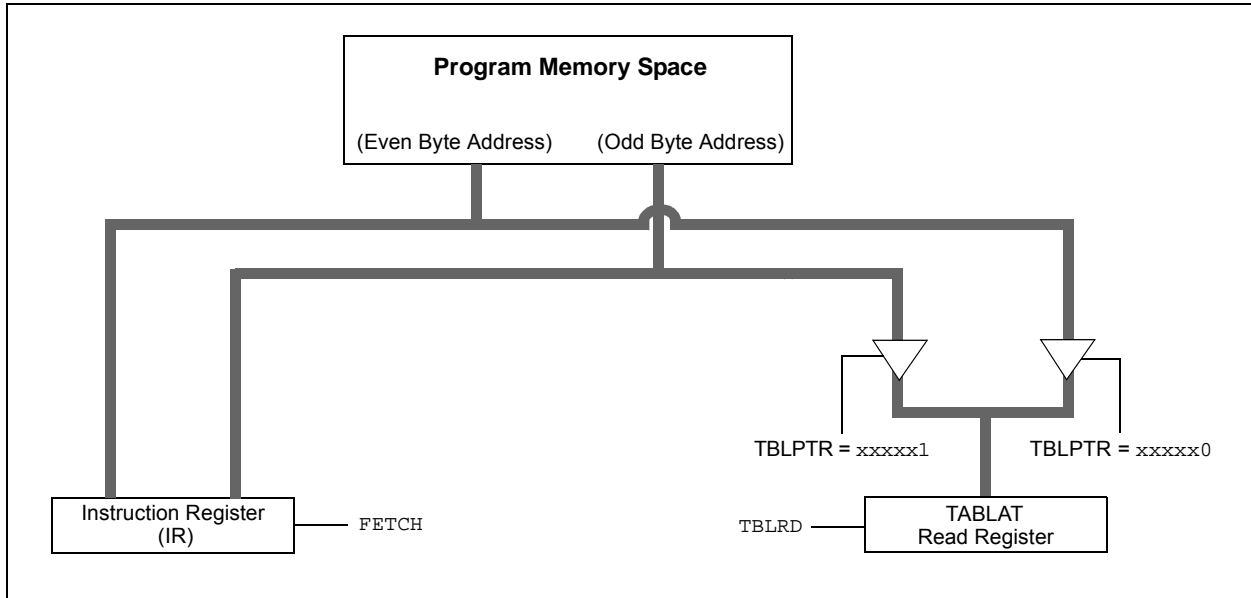 Program Memory Space
(Even Byte Address) (Odd Byte Address)
TBLPTR = xxxxx1 TBLPTR = xxxxx0
Instruction Register
(IR)
FETCH
TBLRD
TABLAT
Read Register